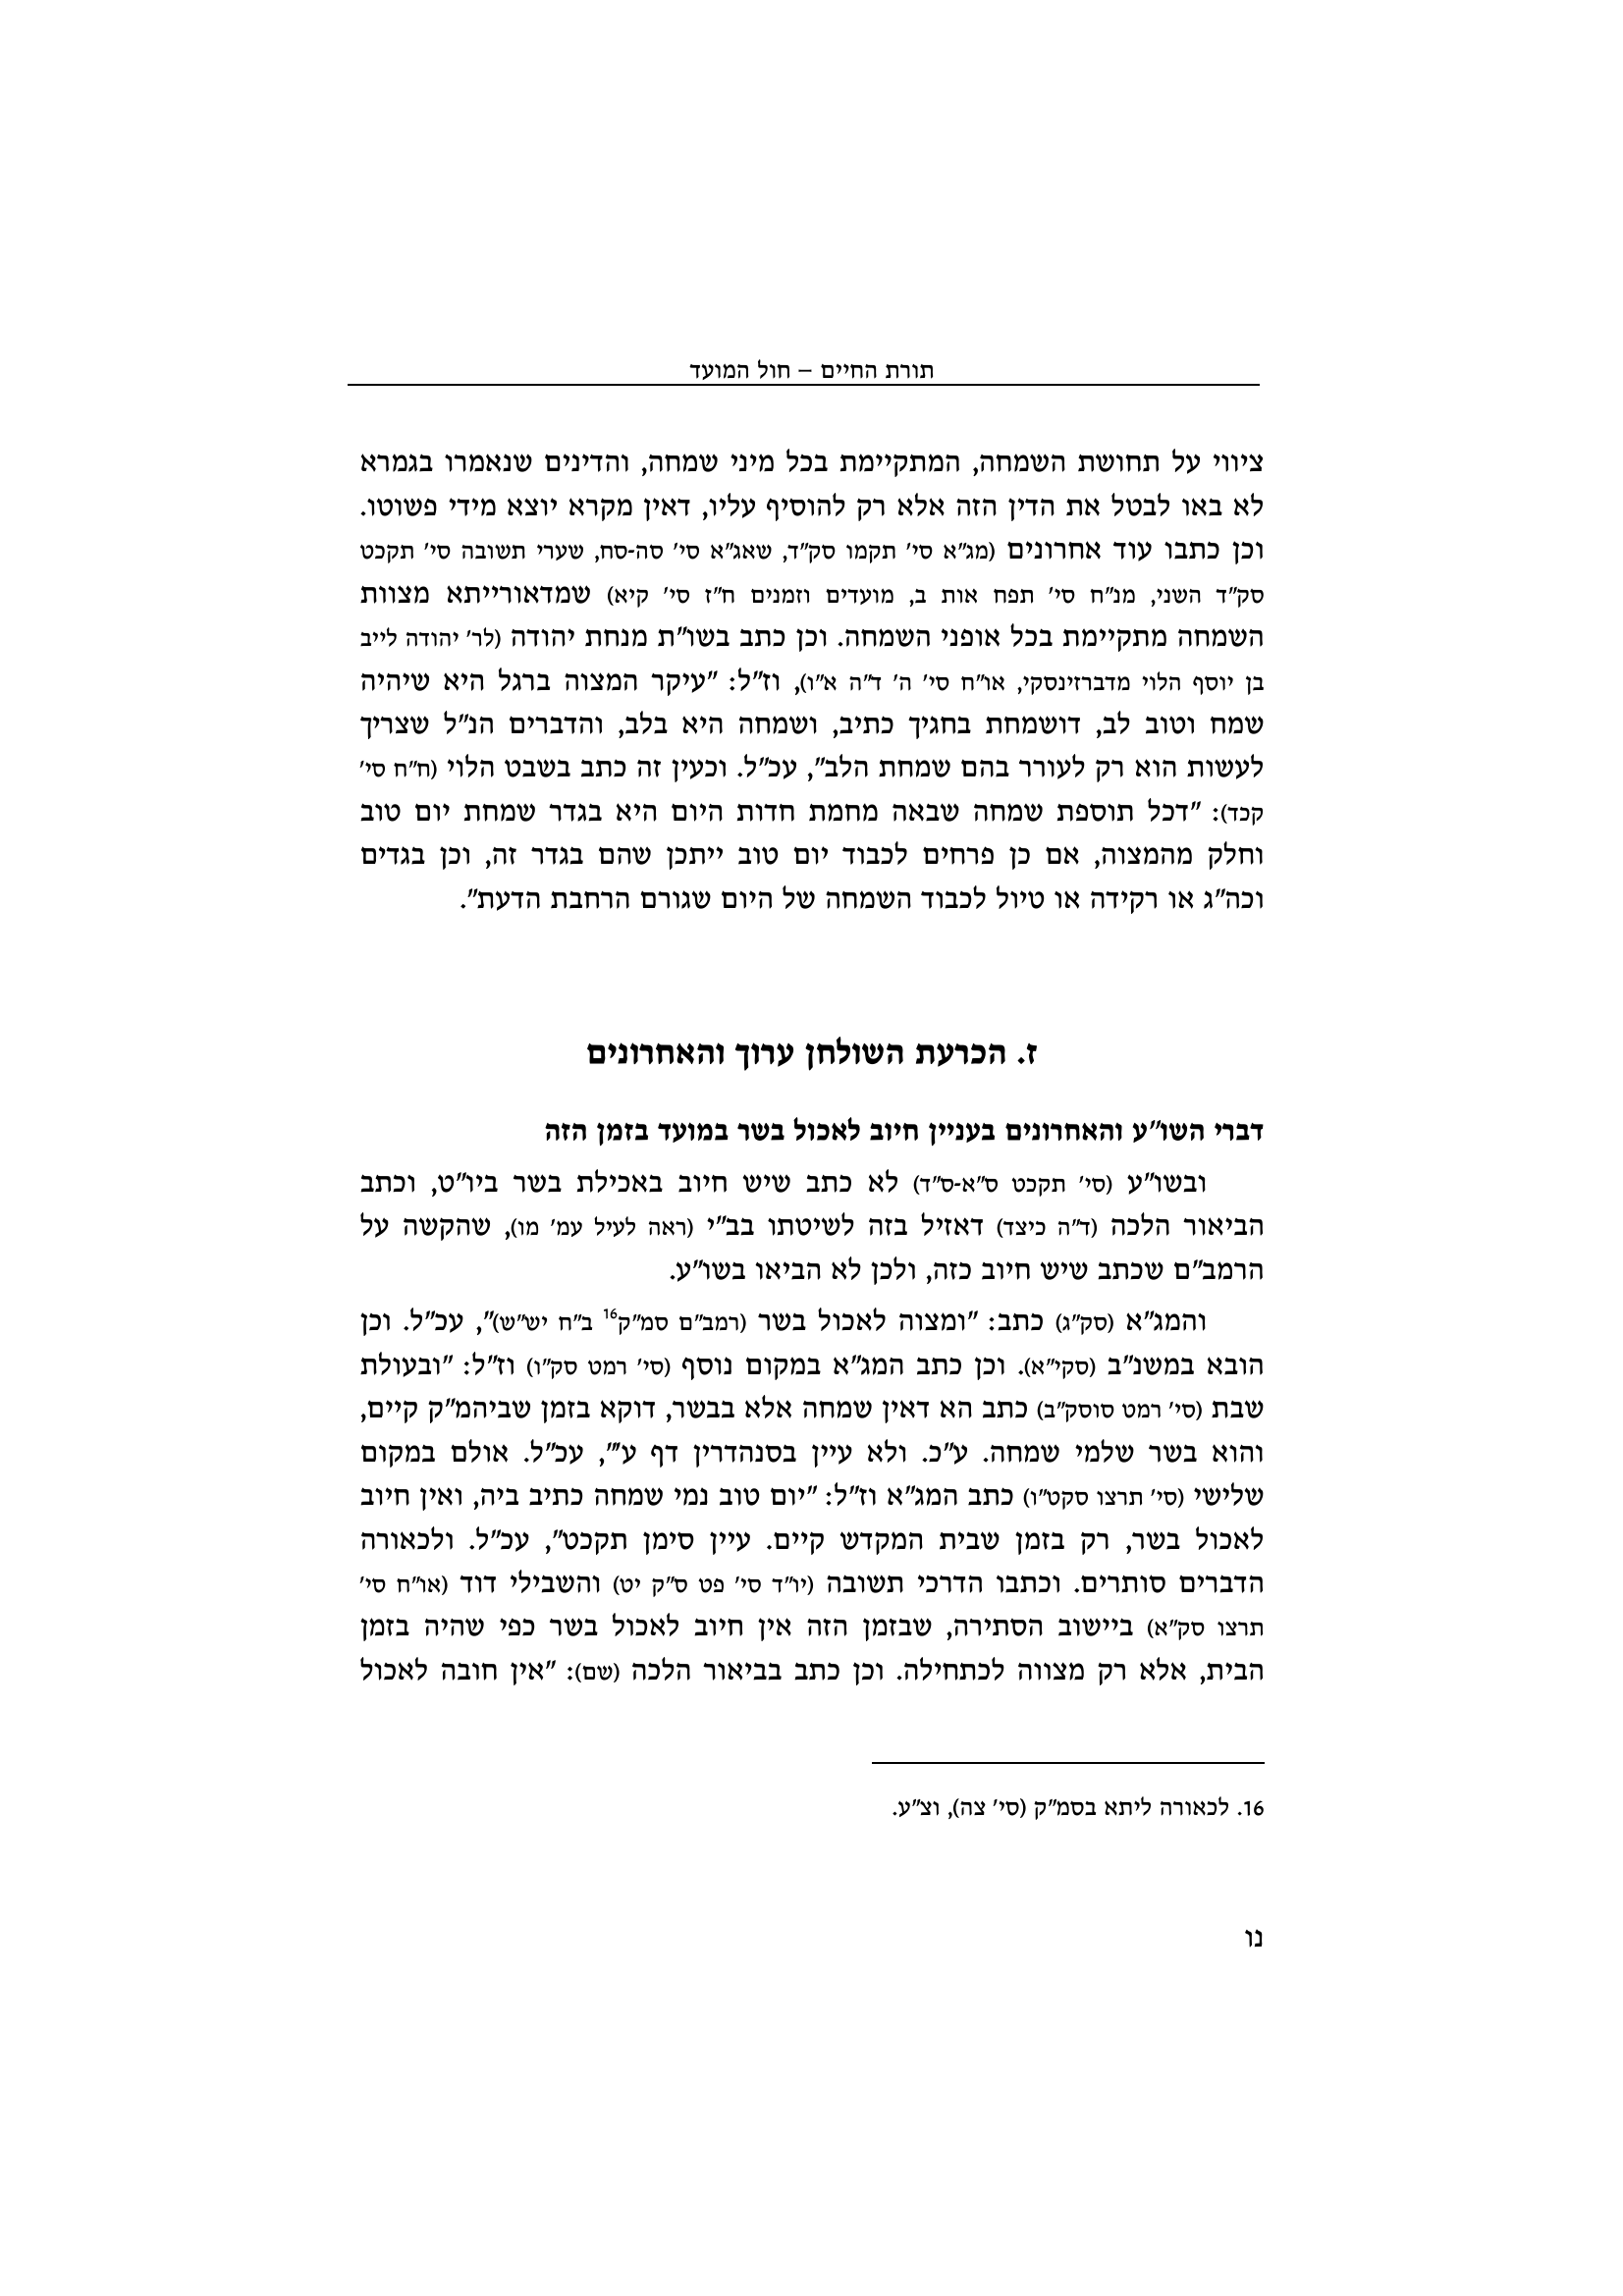 תורת החיים – חול המועד
ציווי על תחושת השמחה, המתקיימת בכל מיני שמחה, והדינים שנאמרו בגמרא
לא באו לבטל את הדין הזה אלא רק להוסיף עליו, דאין מקרא יוצא מידי פשוטו.
וכן כתבו עוד אחרונים (מג"א סי' תקמו סק"ד, שאג"א סי' סה-סח, שערי תשובה סי' תקכט
סק"ד השני, מנ"ח סי' תפח אות ב, מועדים וזמנים ח"ז סי' קיא) שמדאורייתא מצוות
השמחה מתקיימת בכל אופני השמחה. וכן כתב בשו"ת מנחת יהודה (לר' יהודה לייב
בן יוסף הלוי מדברזינסקי, או"ח סי' ה' ד"ה א"ו), וז"ל: "עיקר המצוה ברגל היא שיהיה
שמח וטוב לב, דושמחת בחגיך כתיב, ושמחה היא בלב, והדברים הנ"ל שצריך
לעשות הוא רק לעורר בהם שמחת הלב", עכ"ל. וכעין זה כתב בשבט הלוי (ח"ח סי'
קכד): "דכל תוספת שמחה שבאה מחמת חדות היום היא בגדר שמחת יום טוב
וחלק מהמצוה, אם כן פרחים לכבוד יום טוב ייתכן שהם בגדר זה, וכן בגדים
וכה"ג או רקידה או טיול לכבוד השמחה של היום שגורם הרחבת הדעת".
ז. הכרעת השולחן ערוך והאחרונים
דברי השו"ע והאחרונים בעניין חיוב לאכול בשר במועד בזמן הזה
ובשו"ע (סי' תקכט ס"א-ס"ד) לא כתב שיש חיוב באכילת בשר ביו"ט, וכתב
הביאור הלכה (ד"ה כיצד) דאזיל בזה לשיטתו בב"י (ראה לעיל עמ' מו), שהקשה על
הרמב"ם שכתב שיש חיוב כזה, ולכן לא הביאו בשו"ע.
והמג"א (סק"ג) כתב: "ומצוה לאכול בשר (רמב"ם סמ"ק16 ב"ח יש"ש)", עכ"ל. וכן
הובא במשנ"ב (סקי"א). וכן כתב המג"א במקום נוסף (סי' רמט סק"ו) וז"ל: "ובעולת
שבת (סי' רמט סוסק"ב) כתב הא דאין שמחה אלא בבשר, דוקא בזמן שביהמ"ק קיים,
והוא בשר שלמי שמחה. ע"כ. ולא עיין בסנהדרין דף ע'", עכ"ל. אולם במקום
שלישי (סי' תרצו סקט"ו) כתב המג"א וז"ל: "יום טוב נמי שמחה כתיב ביה, ואין חיוב
לאכול בשר, רק בזמן שבית המקדש קיים. עיין סימן תקכט", עכ"ל. ולכאורה
הדברים סותרים. וכתבו הדרכי תשובה (יו"ד סי' פט ס"ק יט) והשבילי דוד (או"ח סי'
תרצו סק"א) ביישוב הסתירה, שבזמן הזה אין חיוב לאכול בשר כפי שהיה בזמן
הבית, אלא רק מצווה לכתחילה. וכן כתב בביאור הלכה (שם): "אין חובה לאכול
16. לכאורה ליתא בסמ"ק (סי' צה), וצ"ע.
נו